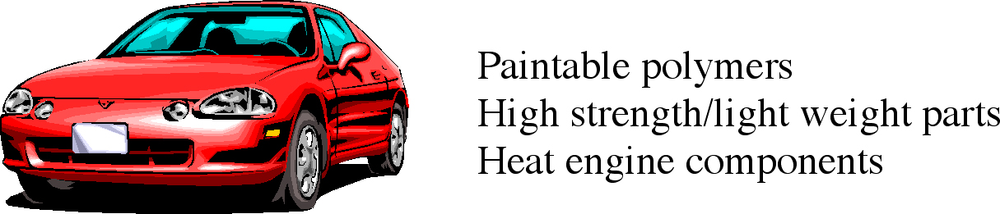 Paintable polymers
High strength/light weight parts
Heat engine components